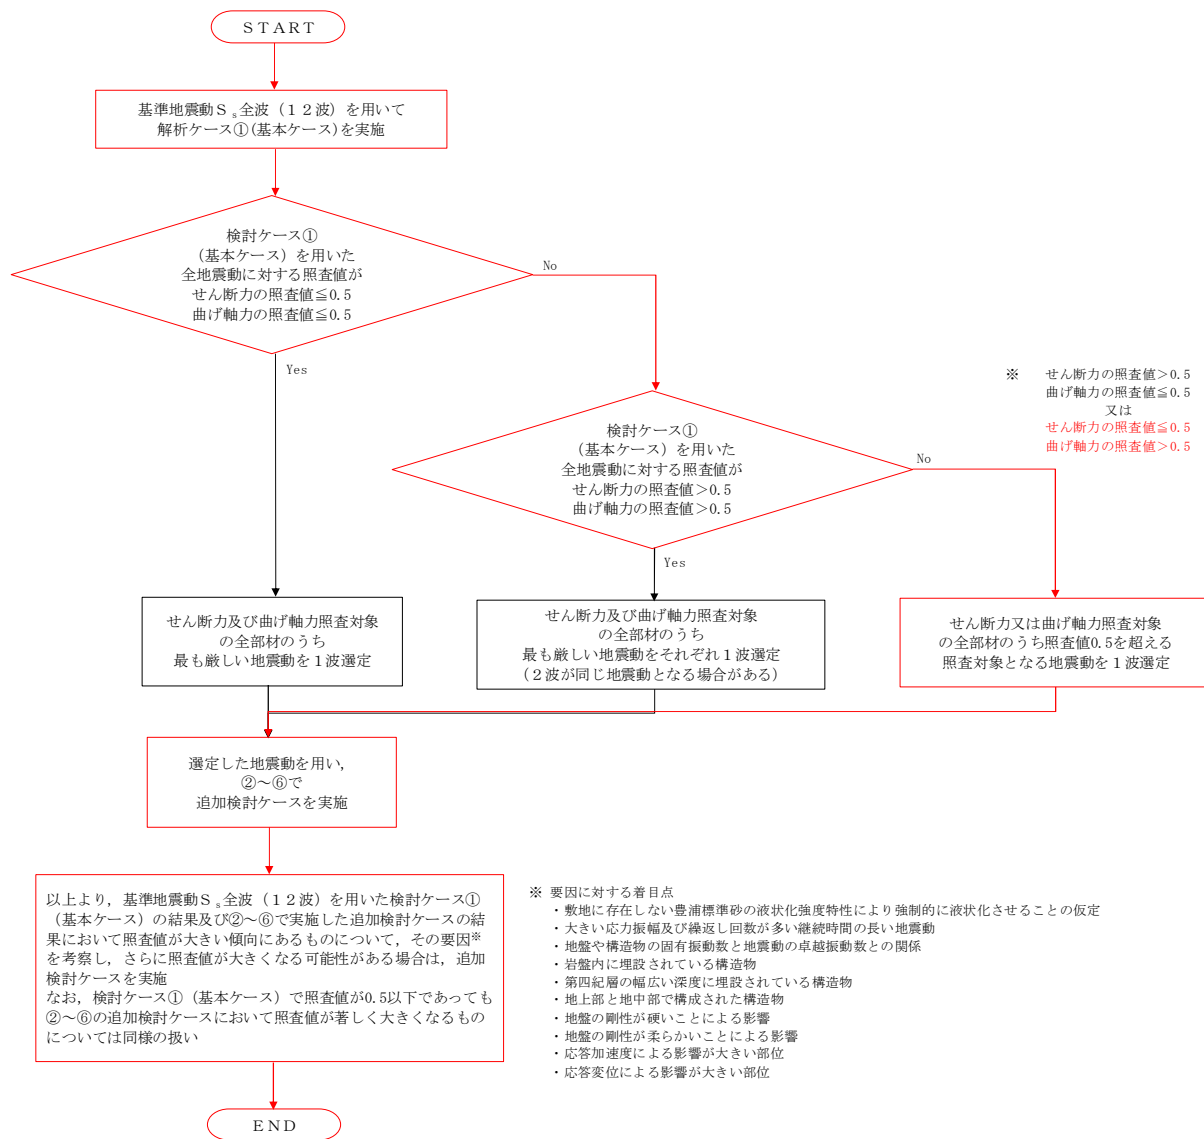 ＳＴＡＲＴ
基準地震動Ｓｓ全波（１２波）を用いて
解析ケース①(基本ケース)を実施
検討ケース①
（基本ケース）を用いた
全地震動に対する照査値が
せん断力の照査値≦0.5
曲げ軸力の照査値≦0.5
No
Yes
※　せん断力の照査値＞0.5
曲げ軸力の照査値≦0.5
又は
せん断力の照査値≦0.5
曲げ軸力の照査値＞0.5
検討ケース①
（基本ケース）を用いた
全地震動に対する照査値が
せん断力の照査値＞0.5
曲げ軸力の照査値＞0.5
No
Yes
せん断力及び曲げ軸力照査対象
の全部材のうち
最も厳しい地震動を１波選定
せん断力及び曲げ軸力照査対象
の全部材のうち
最も厳しい地震動をそれぞれ１波選定
（２波が同じ地震動となる場合がある）
せん断力又は曲げ軸力照査対象
の全部材のうち照査値0.5を超える
照査対象となる地震動を１波選定
選定した地震動を用い，
②～⑥で
追加検討ケースを実施
以上より，基準地震動Ｓｓ全波（１２波）を用いた検討ケース①
（基本ケース）の結果及び②～⑥で実施した追加検討ケースの結
果において照査値が大きい傾向にあるものについて，その要因※
を考察し，さらに照査値が大きくなる可能性がある場合は，追加
検討ケースを実施
なお，検討ケース①（基本ケース）で照査値が0.5以下であっても
②～⑥の追加検討ケースにおいて照査値が著しく大きくなるもの
については同様の扱い
※ 要因に対する着目点
・敷地に存在しない豊浦標準砂の液状化強度特性により強制的に液状化させることの仮定
・大きい応力振幅及び繰返し回数が多い継続時間の長い地震動
・地盤や構造物の固有振動数と地震動の卓越振動数との関係
・岩盤内に埋設されている構造物
・第四紀層の幅広い深度に埋設されている構造物
・地上部と地中部で構成された構造物
・地盤の剛性が硬いことによる影響
・地盤の剛性が柔らかいことによる影響
・応答加速度による影響が大きい部位
・応答変位による影響が大きい部位
ＥＮＤ